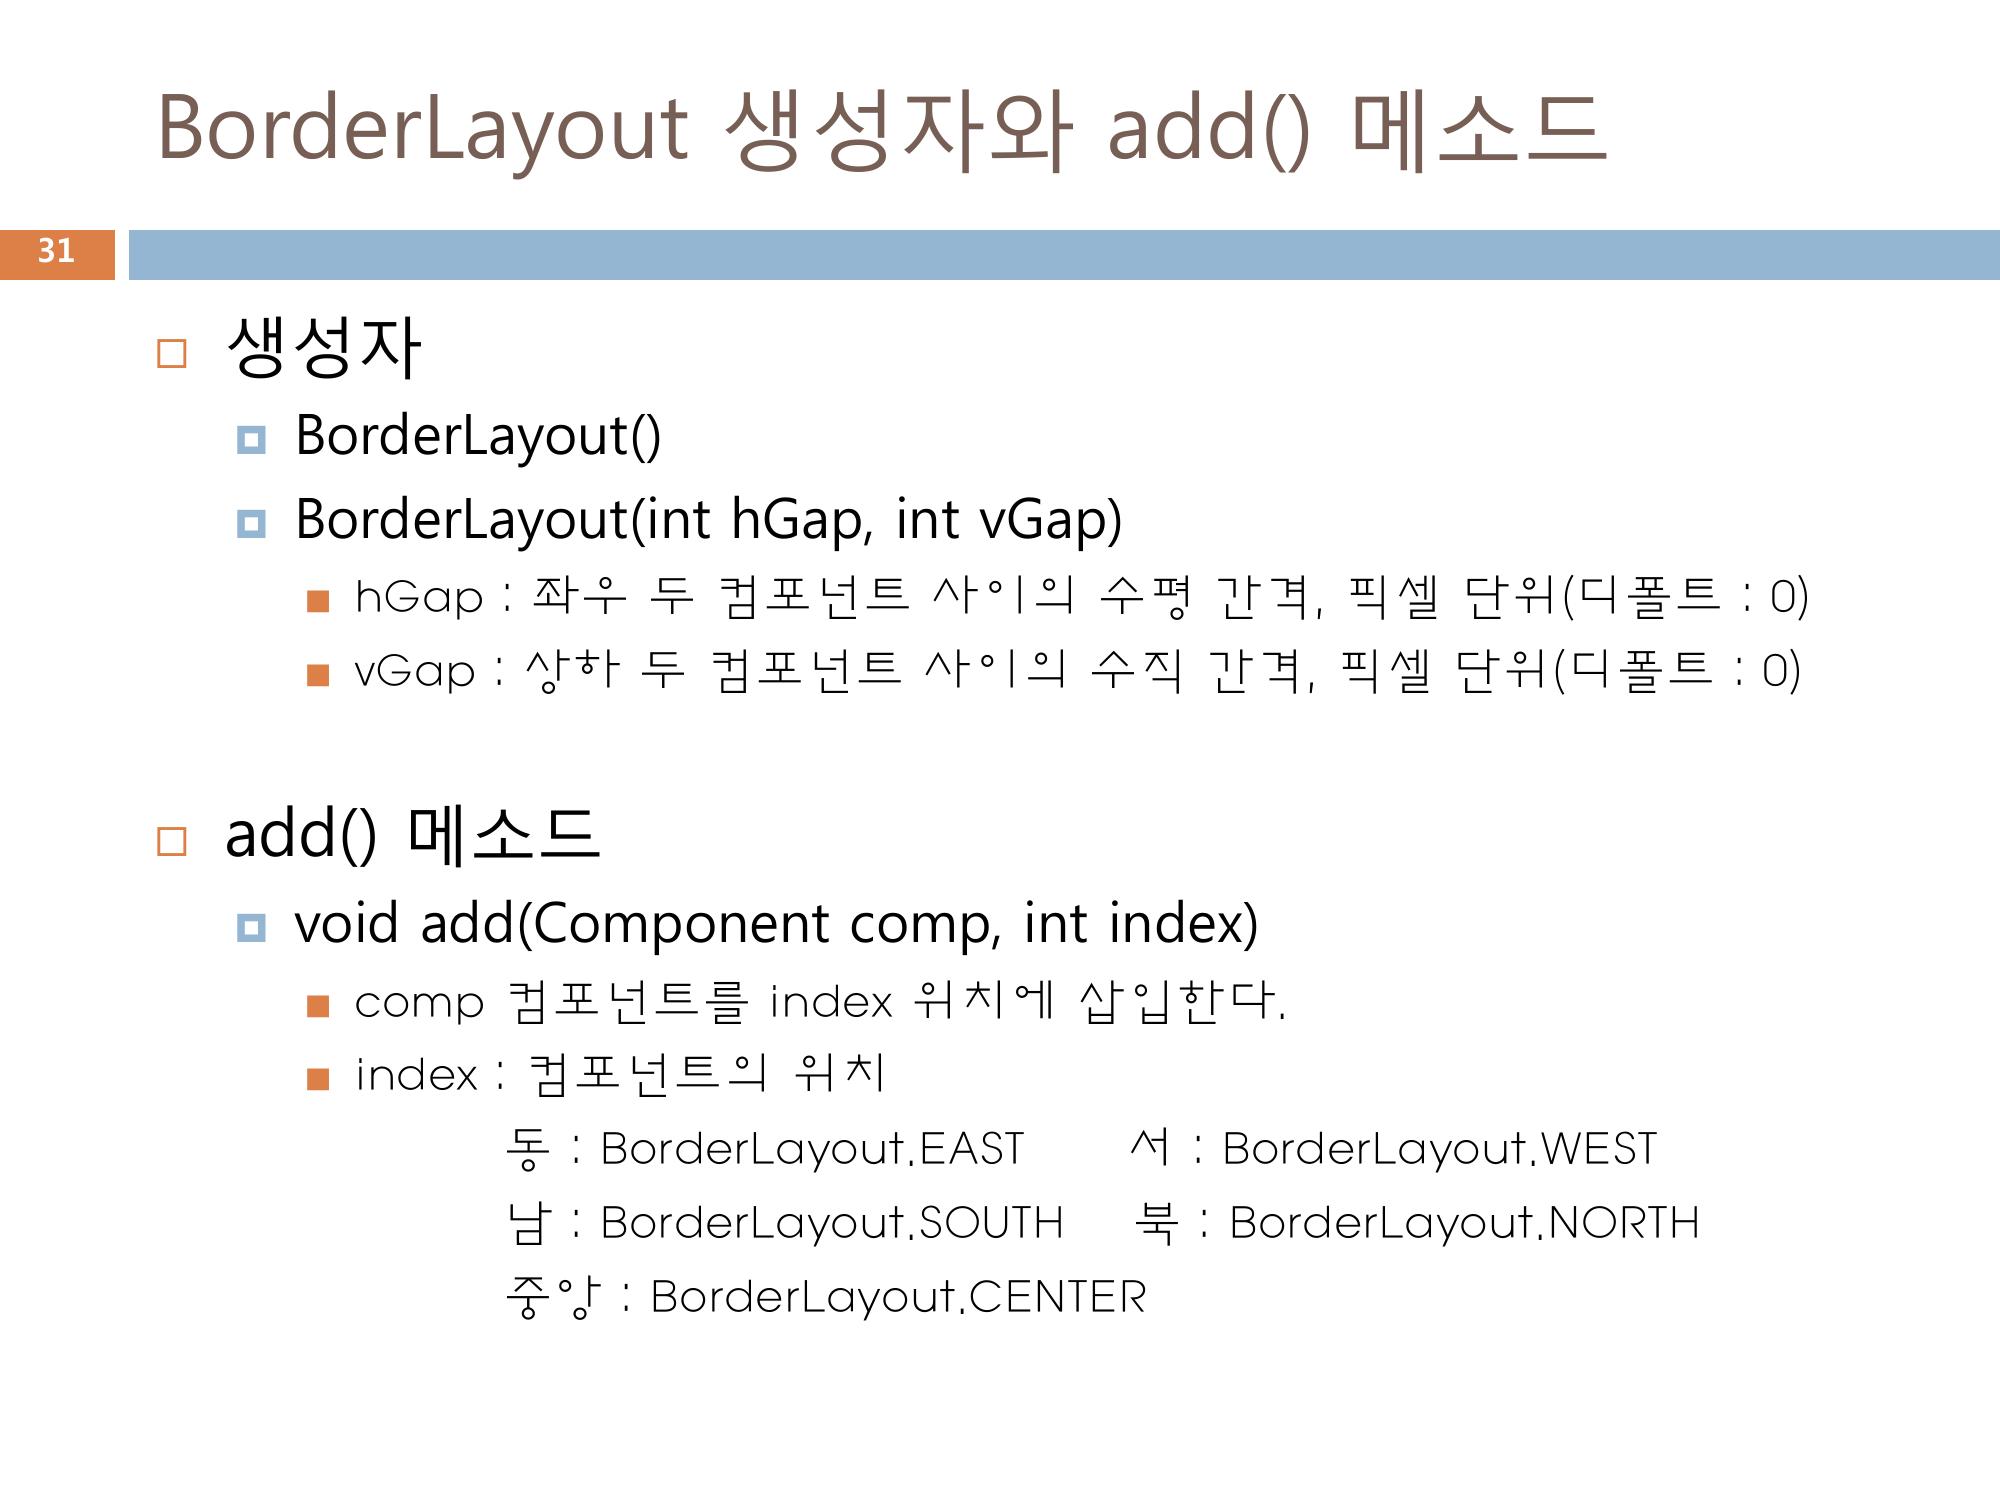 BorderLayout 생성자와 add() 메소드
31
생성자
BorderLayout()
BorderLayout(int hGap, int vGap)
hGap : 좌우 두 컴포넌트 사이의 수평 간격, 픽셀 단위(디폴트 : 0)
vGap : 상하 두 컴포넌트 사이의 수직 간격, 픽셀 단위(디폴트 : 0)
add() 메소드
void add(Component comp, int index)
comp 컴포넌트를 index 위치에 삽입한다.
index : 컴포넌트의 위치
동 : BorderLayout.EAST 서 : BorderLayout.WEST
남 : BorderLayout.SOUTH 북 : BorderLayout.NORTH
중앙 : BorderLayout.CENTER